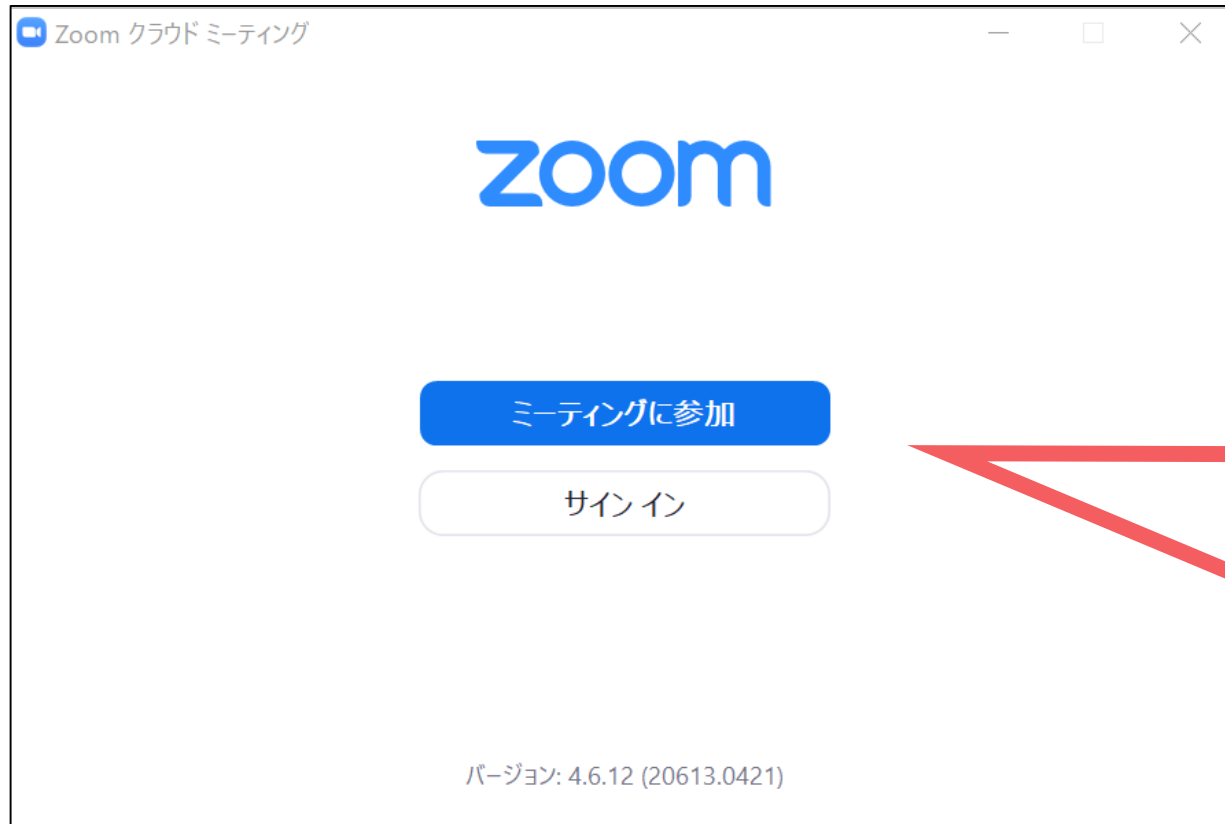 Zoom クラウド ミーティング
zoom
ミーティングに参加
サイン イン
バージョン: 4.6.12 (20613.0421)